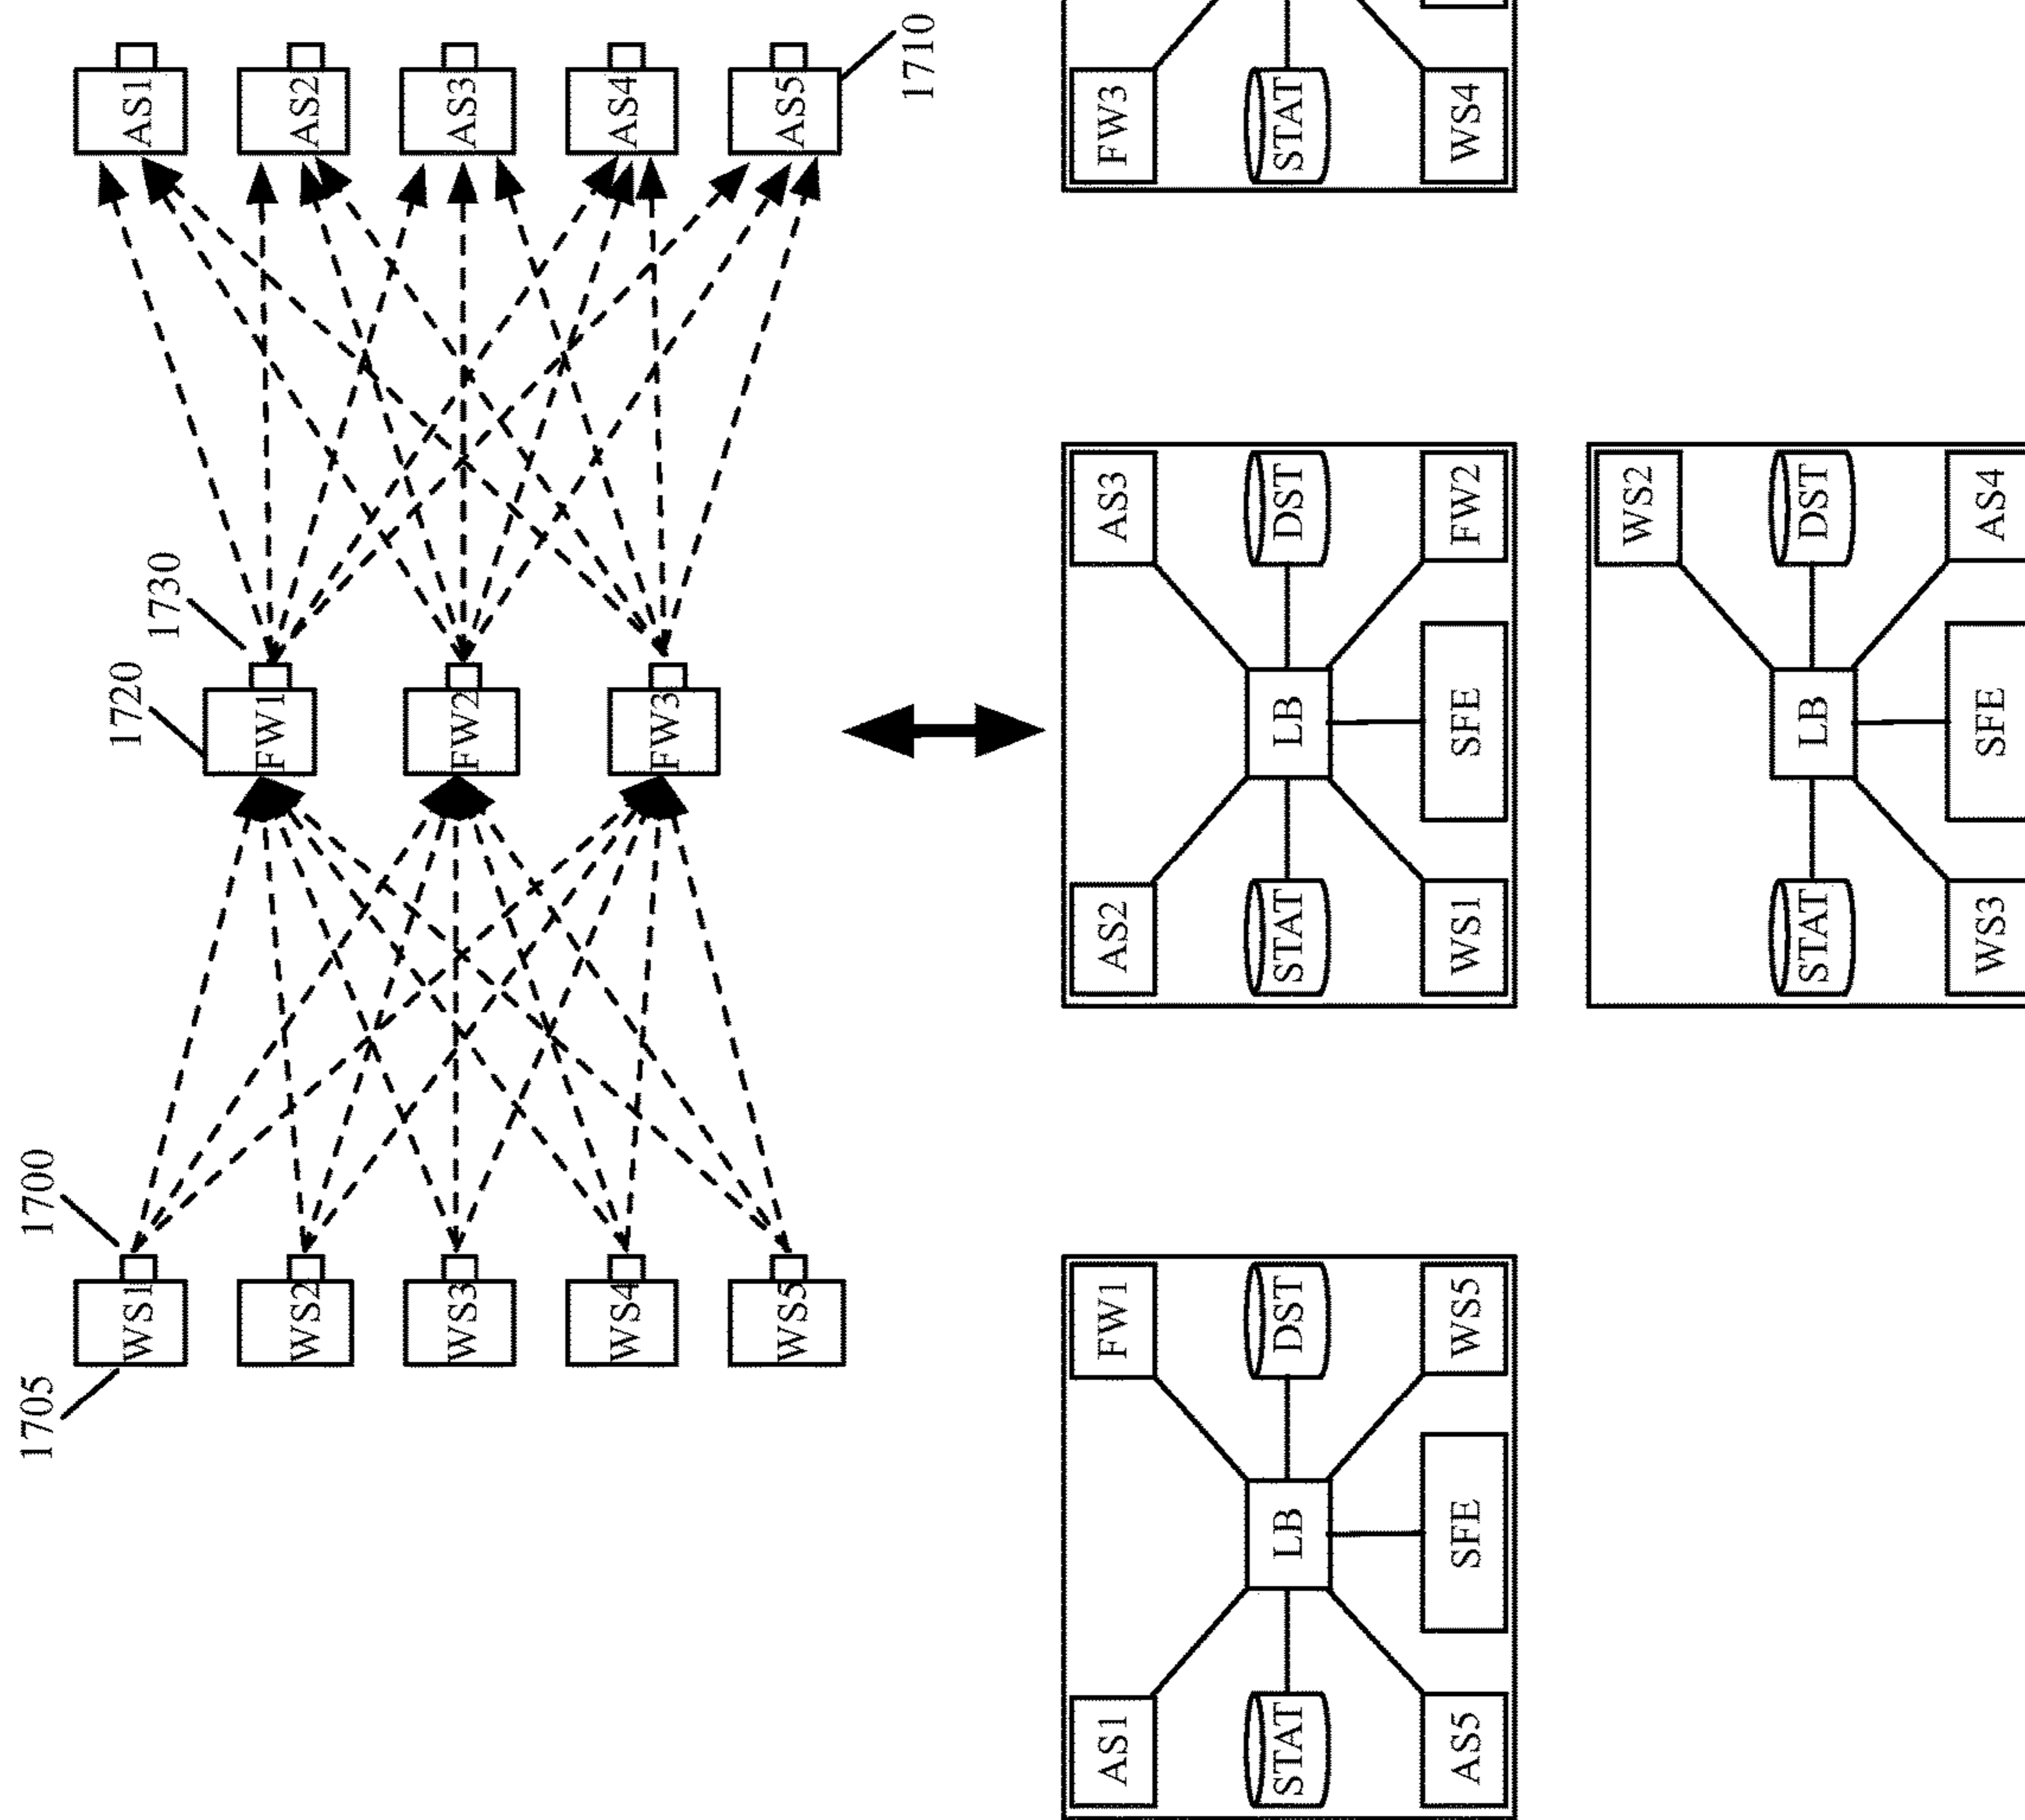 1705
1700
1720
1730
1710
WS1
WS2
WS3
WS4
WS5
FW1
FW2
FW3
AS1
AS2
AS3
AS4
AS5
AS1
FW1
STAT
LB
DST
AS5
SFE
WS5
AS2
AS3
STAT
LB
DST
WS1
SFE
FW2
FW3
STAT
WS4
WS2
STAT
LB
DST
WS3
SFE
AS4